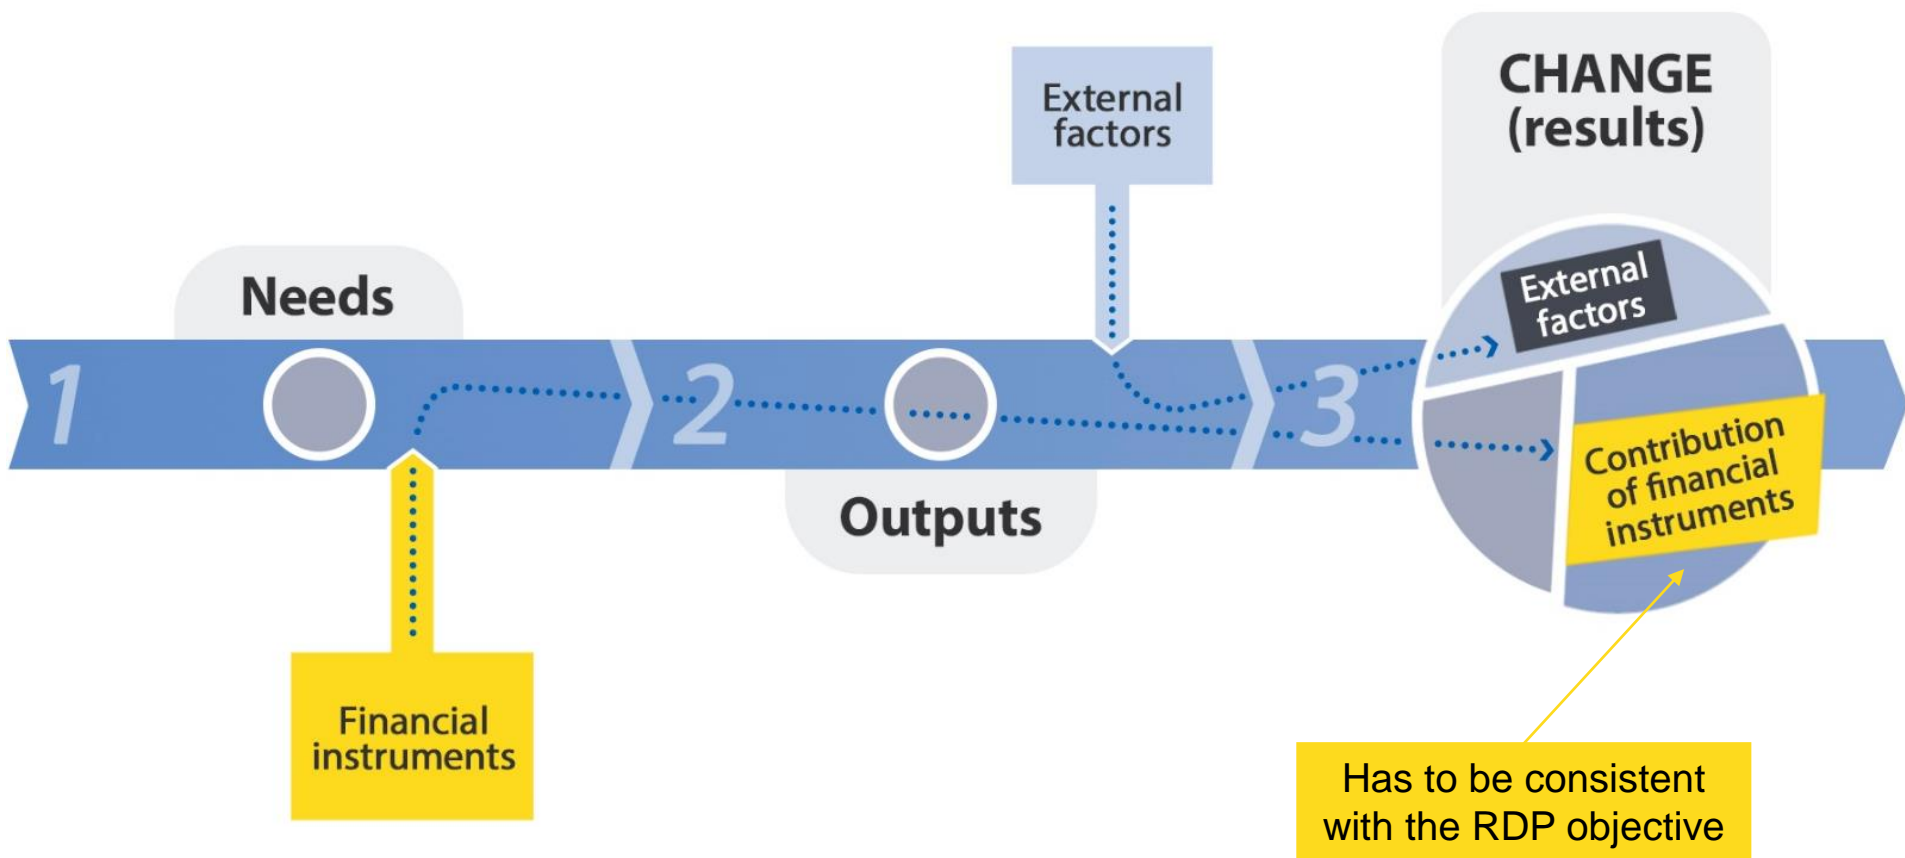 External
factors
CHANGE
(results)
Needs
External
factors
1
2
3
Contribution
of financial
instruments
Outputs
Financial
instruments
Has to be consistent
with the RDP objective